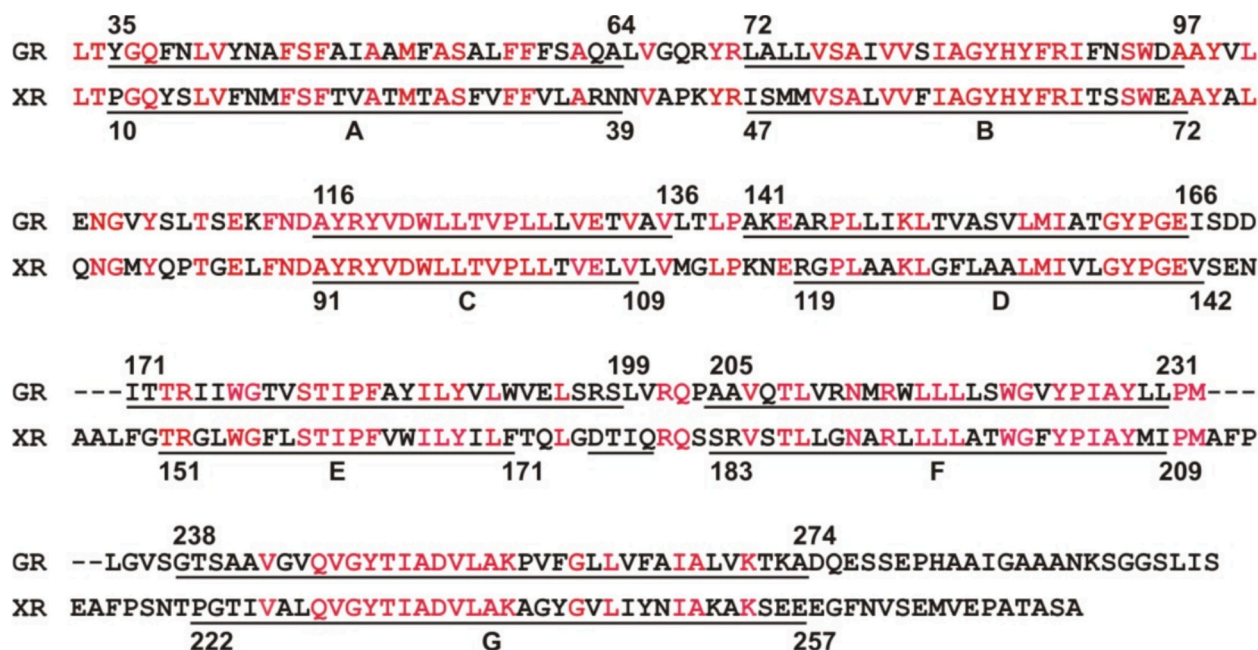 35 64 72 97
GR LTYGQFNLVYNAFSFAIAAMFASALFFFSAQALVGQRYRLALLVSAIVVSIAGYHYFRIFNSWDAAYVL
XR LTPGQYSLVFNMFSFTVATMTASFVFFVLARNNVAPKYRISMMVSALVVFIAGYHYFRITSSWEAAYAL
10 A 39 47 B 72
116 136 141 166
GR ENGVYSLTSEKFNDAYRYVDWLLTVPLLLVETVAVLTLPAKEARPLLIKLTVASVLMIATGYPGEISDD
XR QNGMYQPTGELFNDAYRYVDWLLTVPLLTVELVLVMGLPKNERGPLAAKLGFLAALMIVLGYPGEVSEN
91 C 109 119 D 142
171 199 205 231
GR ---ITTRIIWGTVSTIPFAYILYVLWVELSRSLVRQPAAVQTLVRNMRWLLLLSWGVYPIAYLLPM---
XR AALFGTRGLWGFLSTIPFVWILYILFTQLGDTIQRQSSRVSTLLGNARLLLLATWGFYPIAYMIPMAFP
151 E 171 183 F 209
238 274
GR --LGVSGTSAAVGVQVGYTIADVLAKPVFGLLVFAIALVKTKADQESSEPHAAIGAAANKSGGSLIS
XR EAFPSNTPGTIVALQVGYTIADVLAKAGYGVLIYNIAKAKSEEEGFNVSEMVEPATASA
222 G 257